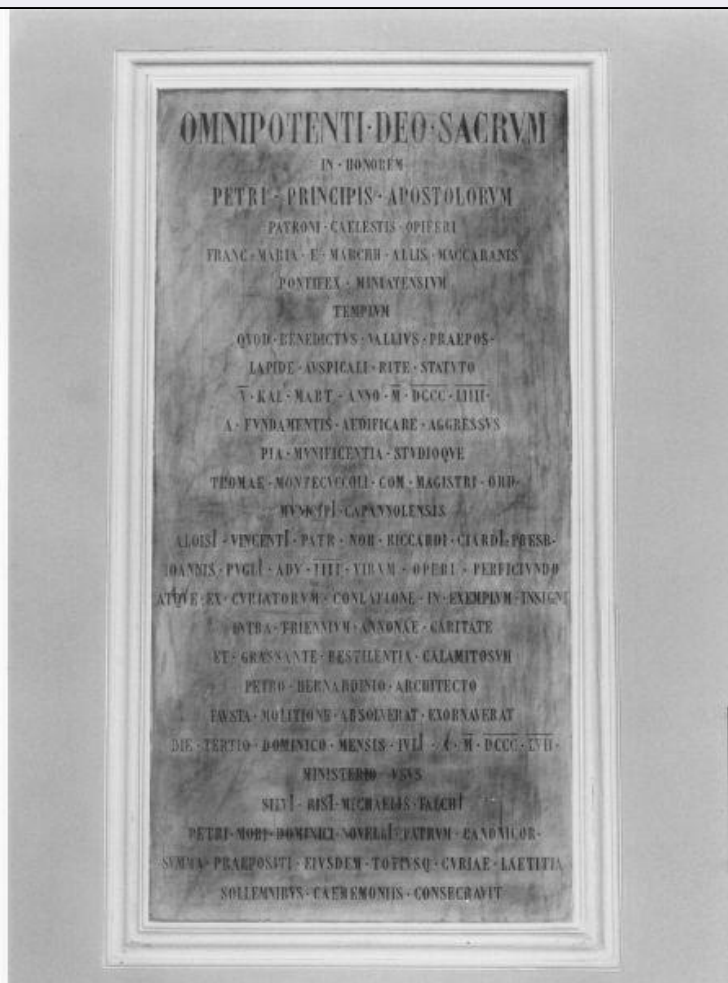 OMNIPOTENTI · DEO · SACRVM
IN · HONOREM
PETRI · PRINCIPIS · APOSTOLORVM
PATRONI · CAELESTIS · OPIFERI
FRANC · MARIA · E · MARCHH · ALLIS · MACCARANIS
PONTIFEX · MINIATENSIVM
TEMPLVM
QVOD · BENEDICTVS · VALLIVS · PRAEPOS ·
LAPIDE · AVSPICALI · RITE · STATVTO
V · KAL · MART · ANNO · M · DCCC · LIIII ·
A · FVNDAMENTIS · AEDIFICARE · AGGRESSVS
PIA · MVNIFICENTIA · STVDIOQVE
THOMAE · MONTECVCCOLI · COM · MAGISTRI · ORD ·
MVNICIPI · CAPANNOLENSIS
ALOISI · VINCENTI · PATR · NOB · RICCARDI · CIARDI · PRESB ·
IOANNIS · PVGLI · ADV · IIII · VIRVM · OPERI · PERFICIVNDO
ATQVE · EX · CVRIATORVM · CONLATIONE · IN · EXEMPLVM · INSIGNI
INTRA · TRIENNIVM · ANNONAE · CARITATE
ET · GRASSANTE · PESTILENTIA · CALAMITOSVM
PETRO · BERNARDINIO · ARCHITECTO
FAVSTA · MOLITIONE · ABSOLVERAT · EXORNAVERAT
DIE · TERTIO · DOMINICO · MENSIS · IVLI · M · DCCC · LVII ·
MINISTERIO · VSVS
SILVI · RISI · MICHAELIS · FALCHI
PETRI · MORI · DOMINICI · NOVELLI · PATRVM · CANONICOR ·
SVMMA · PRAEPOSITI · EIVSDEM · TOTIVSQ · CVRIAE · LAETITIA
SOLLEMNIBVS · CAEREMONIIS · CONSECRAVIT